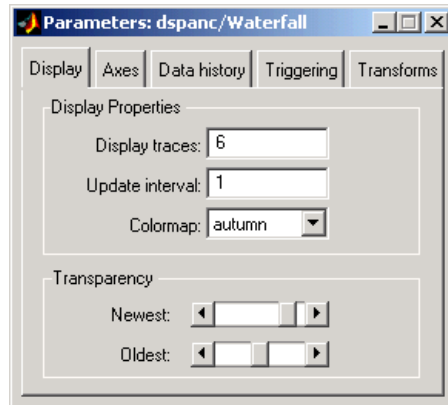 Parameters: dspanc/Waterfall
Display Axes Data history Triggering Transforms
Display Properties
Display traces: 6
Update interval: 1
Colormap: autumn
Transparency
Newest:
Oldest: